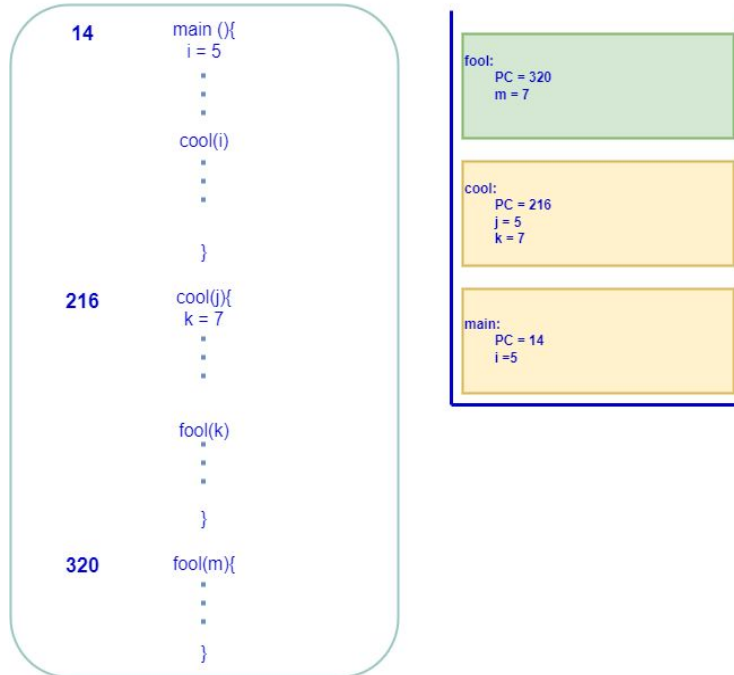 14 main (){
i = 5
cool(i)
}
216 cool(j){
k = 7
fool(k)
}
320 fool(m){
}
fool:
PC = 320
m = 7
cool:
PC = 216
j = 5
k = 7
main:
PC = 14
i =5